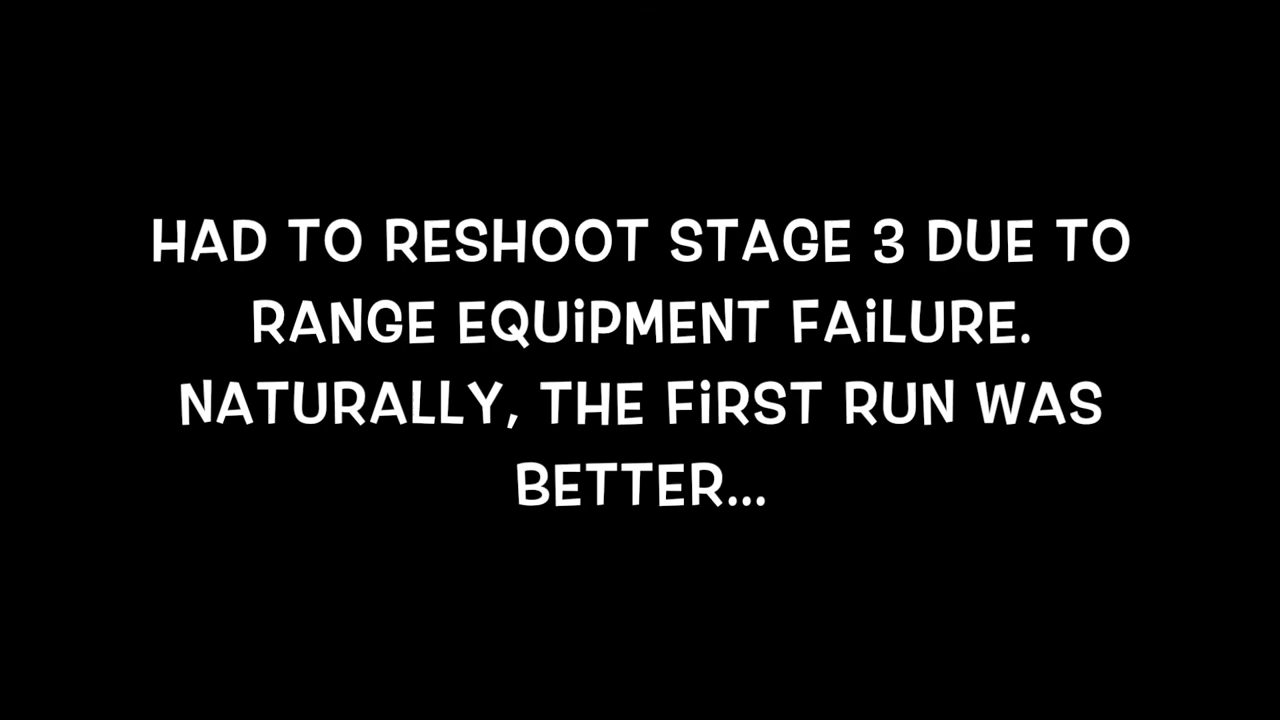 HAD TO RESHOOT STAGE 3 DUE TO
RANGE EQUiPMENT FAiLURE.
NATURALLY, THE FiRST RUN WAS
BETTER...